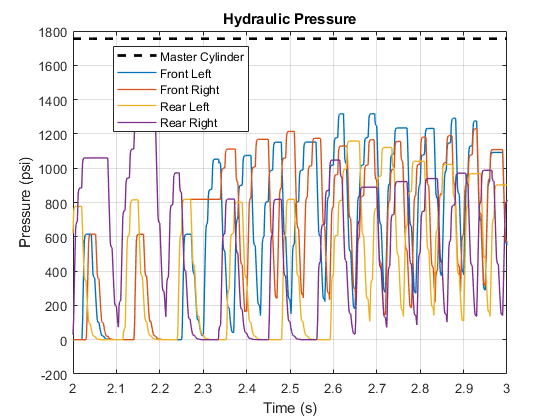 Hydraulic Pressure
Master Cylinder
Front Left
Front Right
Rear Left
Rear Right
Pressure (psi)
1800
1600
1400
1200
1000
800
600
400
200
0
-200
2 2.1 2.2 2.3 2.4 2.5 2.6 2.7 2.8 2.9 3
Time (s)